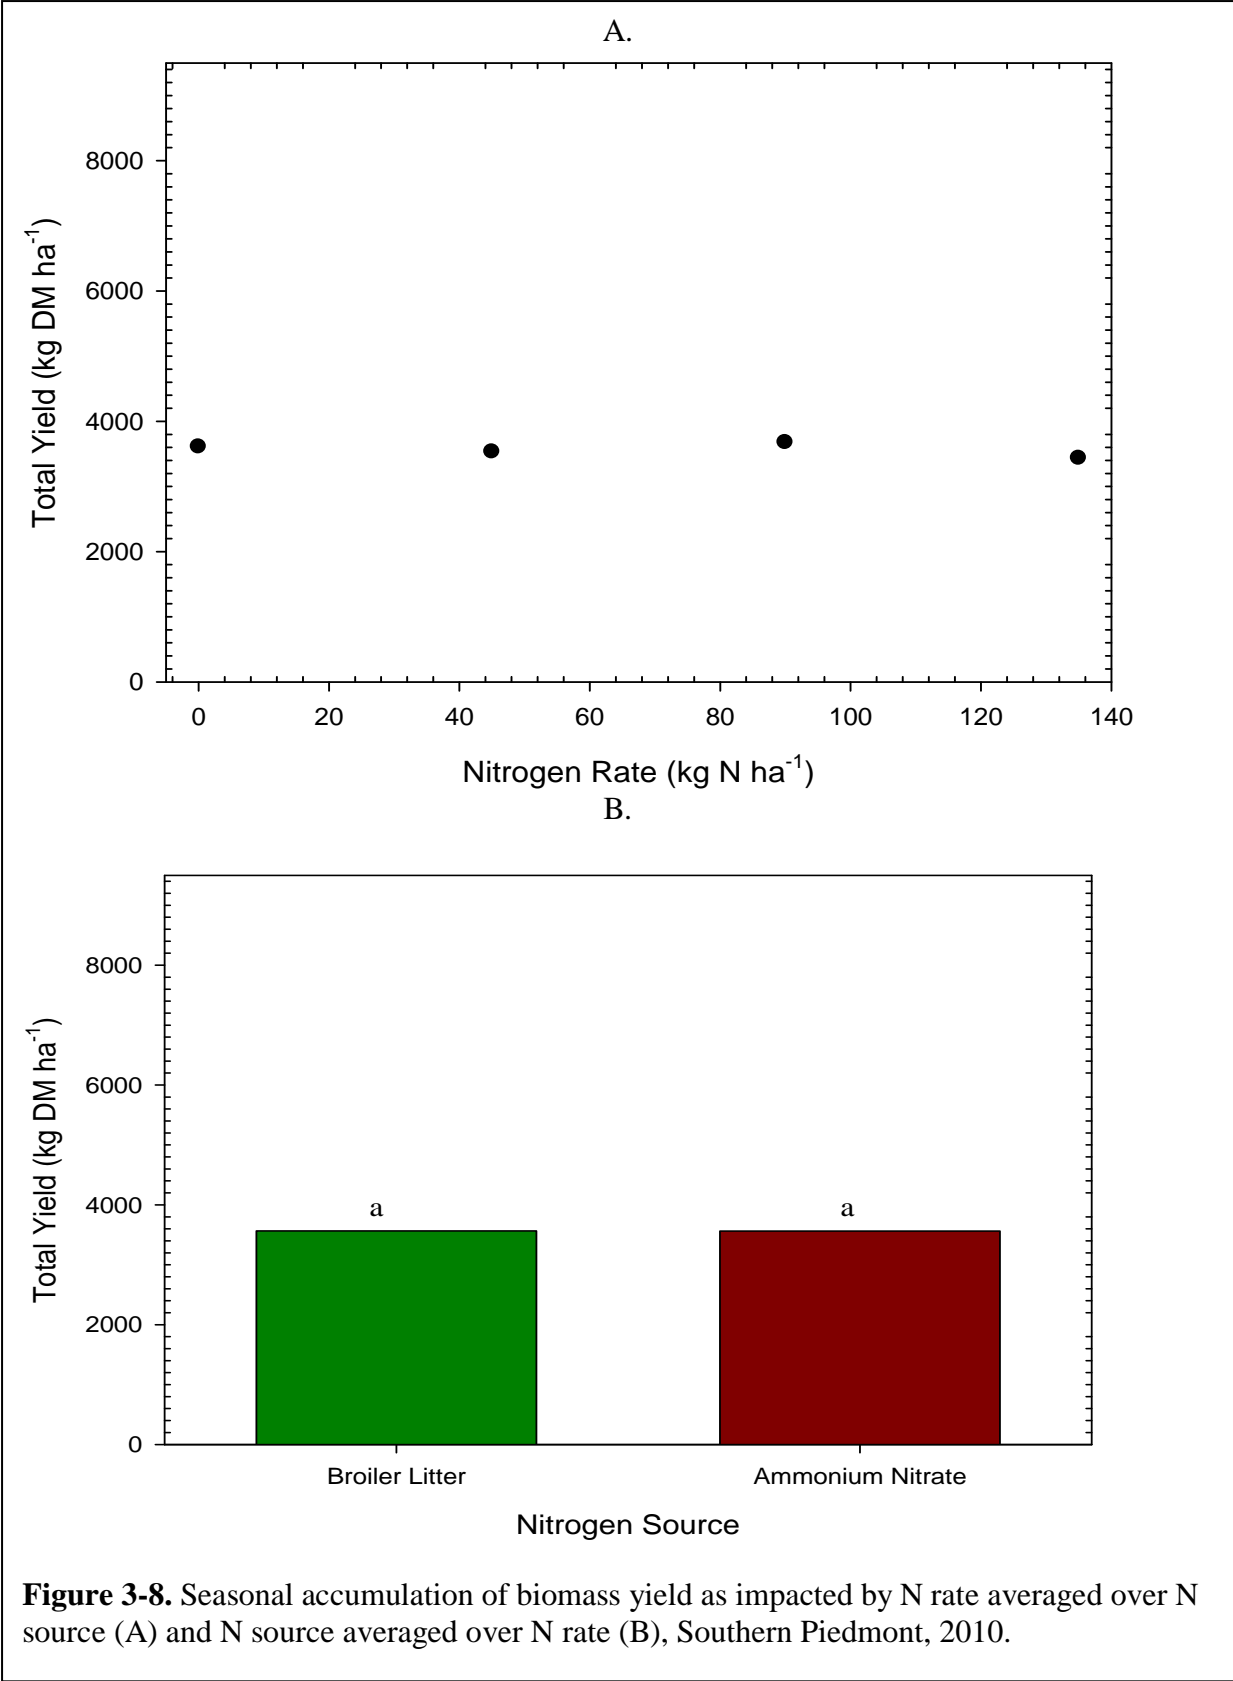 A.
8000
6000
4000
2000
0
Total Yield (kg DM ha⁻¹)
0 20 40 60 80 100 120 140
Nitrogen Rate (kg N ha⁻¹)
B.
8000
6000
4000
2000
0
Total Yield (kg DM ha⁻¹)
a a
Broiler Litter Ammonium Nitrate
Nitrogen Source
Figure 3-8. Seasonal accumulation of biomass yield as impacted by N rate averaged over N
source (A) and N source averaged over N rate (B), Southern Piedmont, 2010.